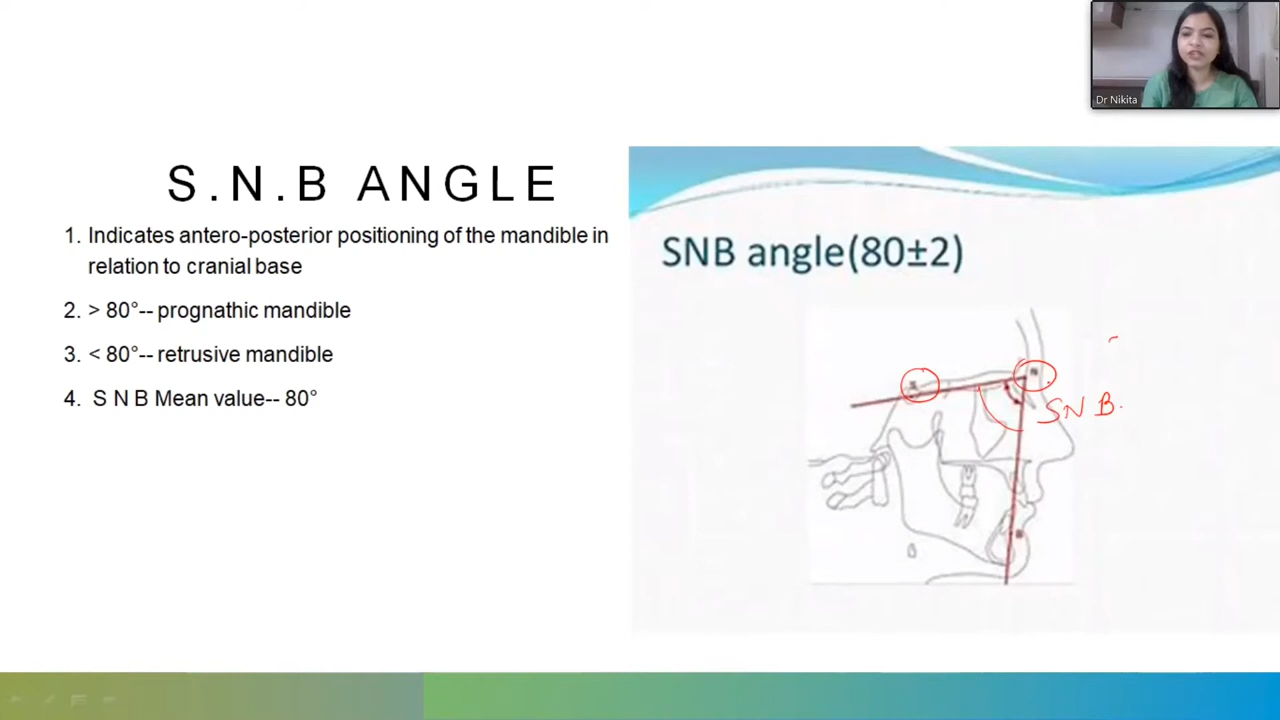 Dr Nikita
S.N.B ANGLE
1. Indicates antero-posterior positioning of the mandible in
relation to cranial base
2. > 80°-- prognathic mandible
3. < 80°-- retrusive mandible
4. S N B Mean value-- 80°
SNB angle(80±2)
S
N
SNB.
B